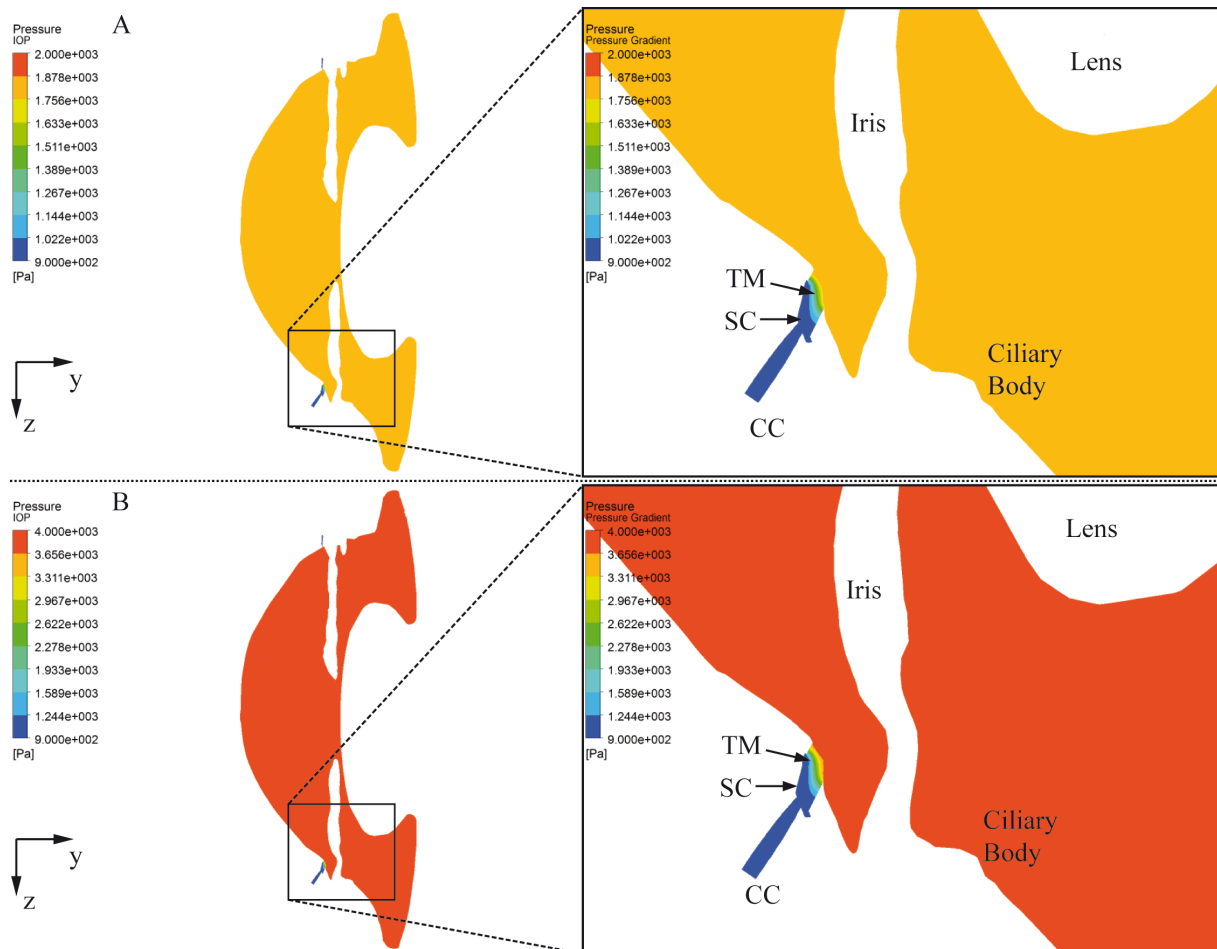 A
Pressure
IOP
2.000e+003
1.878e+003
1.756e+003
1.633e+003
1.511e+003
1.389e+003
1.267e+003
1.144e+003
1.022e+003
9.000e+002
[Pa]
y
z
Pressure
Pressure Gradient
2.000e+003
1.878e+003
1.756e+003
1.633e+003
1.511e+003
1.389e+003
1.267e+003
1.144e+003
1.022e+003
9.000e+002
[Pa]
Lens
Iris
TM
SC
Ciliary
Body
CC
B
Pressure
IOP
4.000e+003
3.656e+003
3.311e+003
2.967e+003
2.622e+003
2.278e+003
1.933e+003
1.589e+003
1.244e+003
9.000e+002
[Pa]
y
z
Pressure
Pressure Gradient
4.000e+003
3.656e+003
3.311e+003
2.967e+003
2.622e+003
2.278e+003
1.933e+003
1.589e+003
1.244e+003
9.000e+002
[Pa]
Lens
Iris
TM
SC
Ciliary
Body
CC